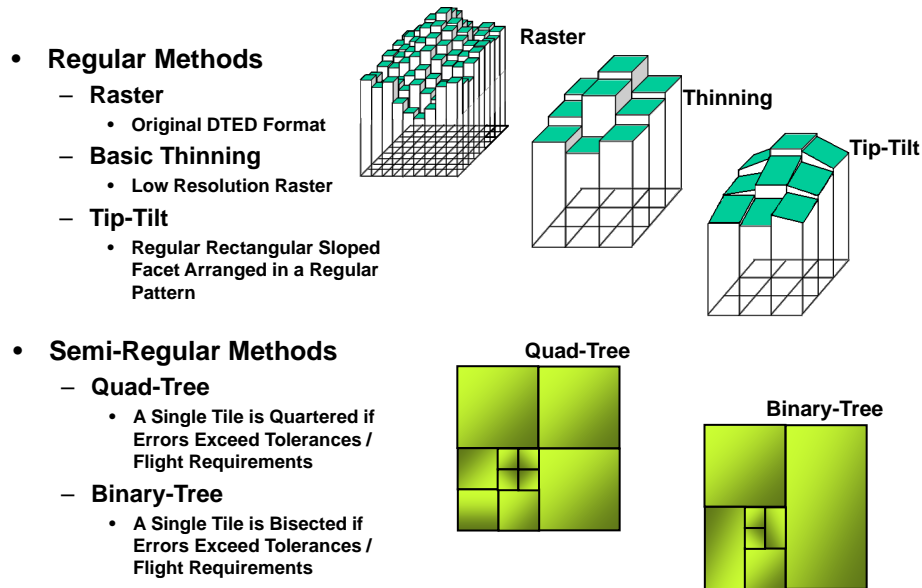 • Regular Methods
– Raster
• Original DTED Format
– Basic Thinning
• Low Resolution Raster
– Tip-Tilt
• Regular Rectangular Sloped
Facet Arranged in a Regular
Pattern
Raster
Thinning
Tip-Tilt
• Semi-Regular Methods
– Quad-Tree
• A Single Tile is Quartered if
Errors Exceed Tolerances /
Flight Requirements
– Binary-Tree
• A Single Tile is Bisected if
Errors Exceed Tolerances /
Flight Requirements
Quad-Tree
Binary-Tree